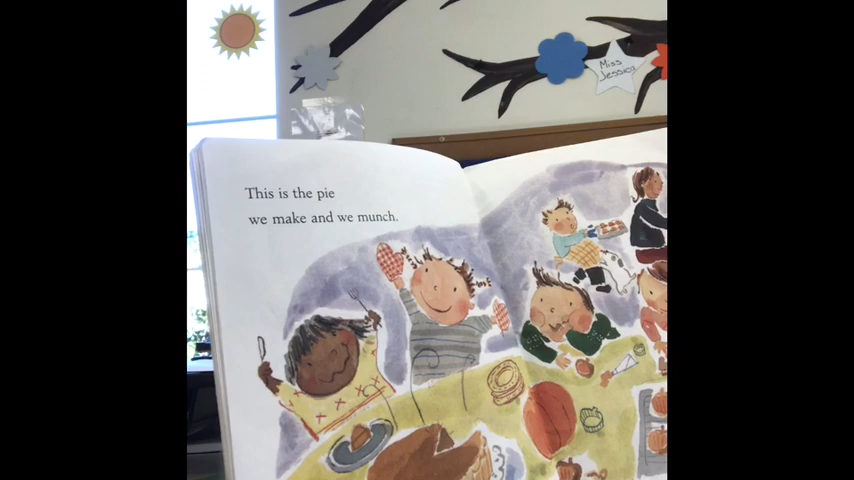 Miss
Jessica
This is the pie
we make and we munch.